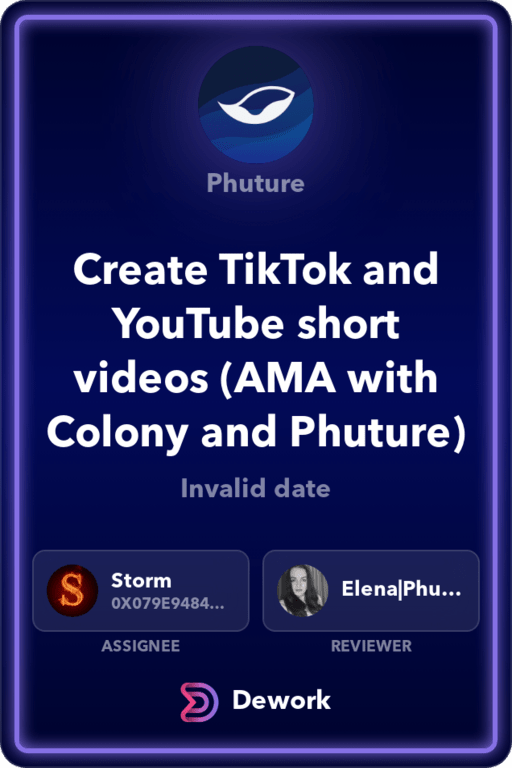 Phuture
Create TikTok and
YouTube short
videos (AMA with
Colony and Phuture)
Invalid date
Storm
0X079E9484...
ASSIGNEE
Elena|Phu...
REVIEWER
Dework